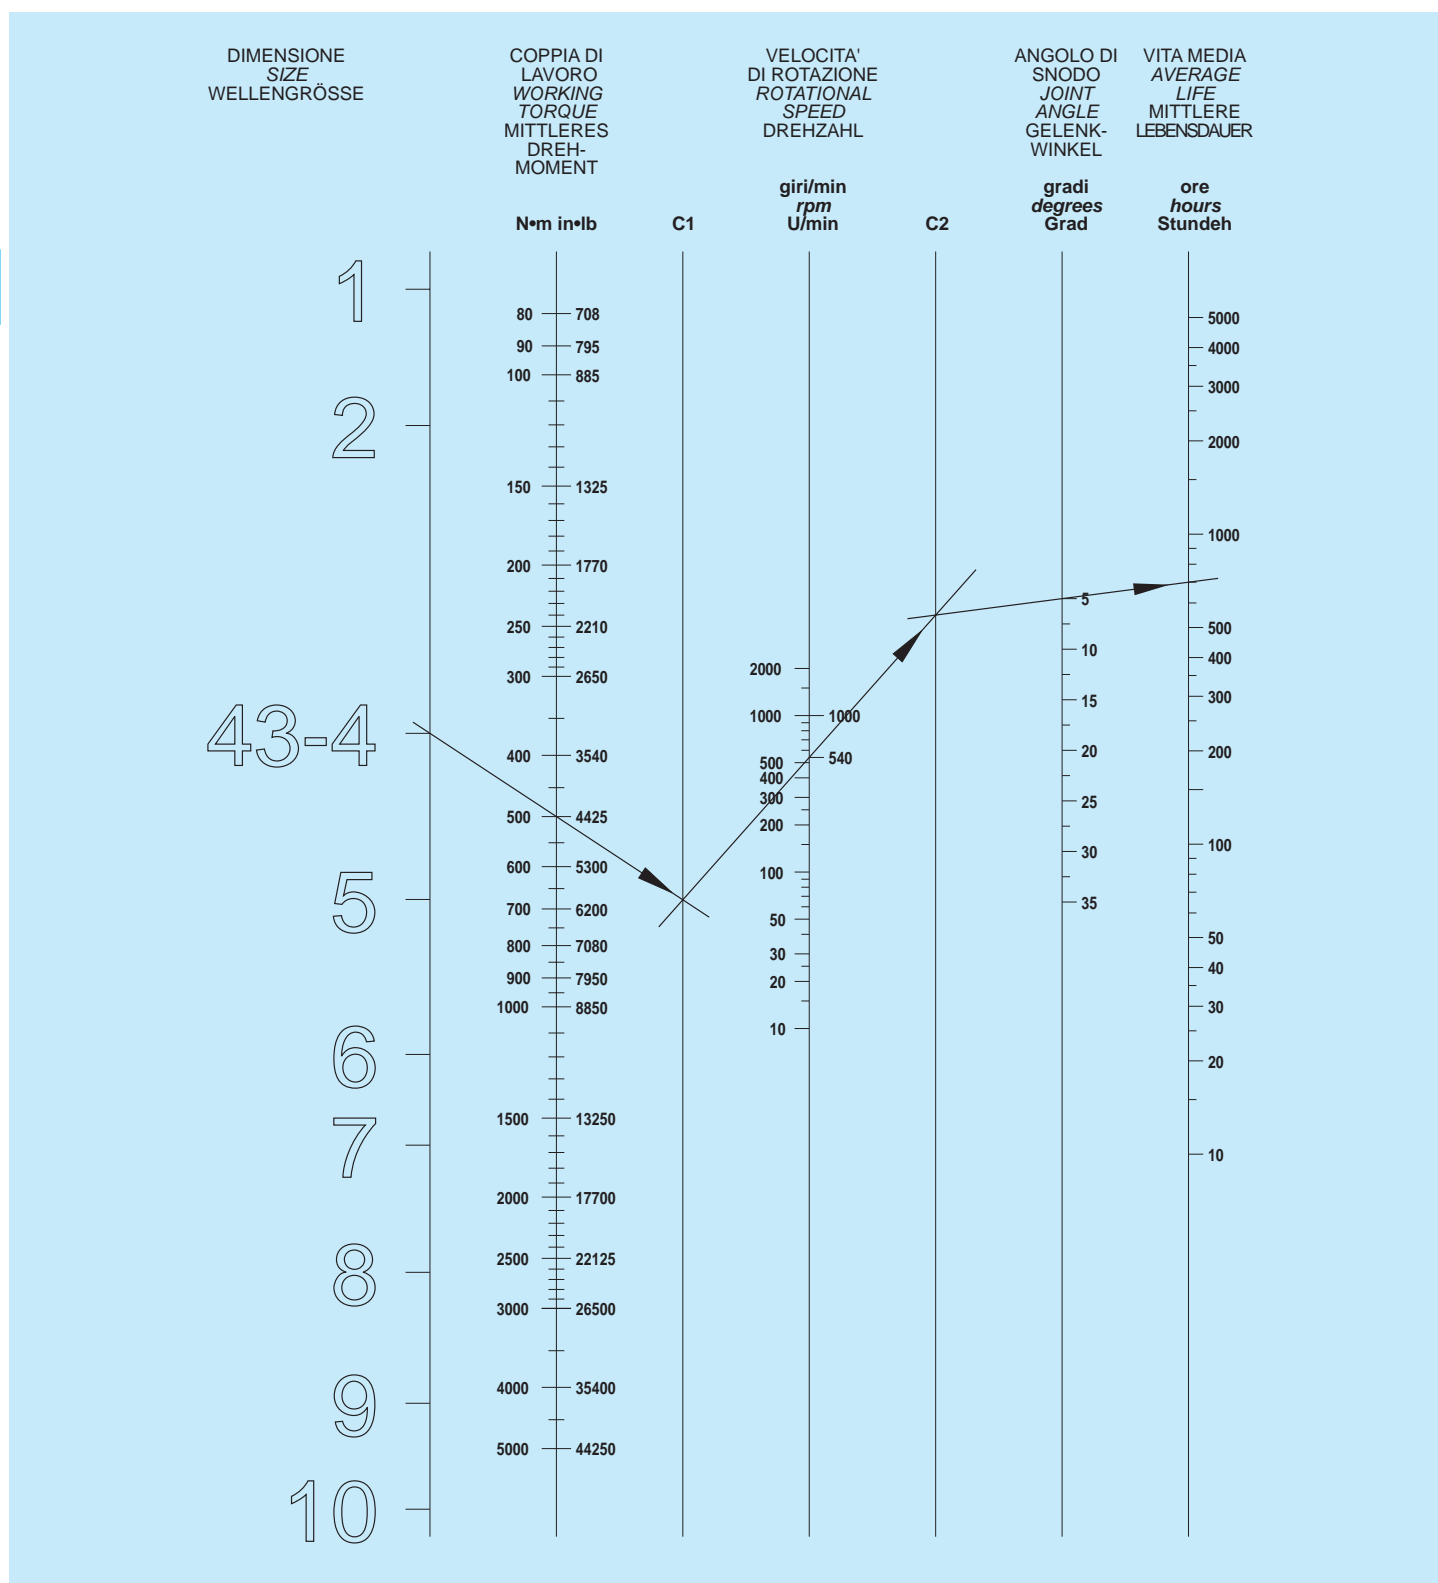 DIMENSIONE
SIZE
WELLENGRÖSSE
COPPIA DI
LAVORO
WORKING
TORQUE
MITTLERES
DREH-
MOMENT
N•m in•lb
C1
VELOCITA'
DI ROTAZIONE
ROTATIONAL
SPEED
DREHZAHL
giri/min
rpm
U/min
C2
ANGOLO DI
SNODO
JOINT
ANGLE
GELENK-
WINKEL
gradi
degrees
Grad
VITA MEDIA
AVERAGE
LIFE
MITTLERE
LEBENSDAUER
ore
hours
Stundeh
1
2
43-4
5
6
7
8
9
10
80 708
90 795
100 885
150 1325
200 1770
250 2210
300 2650
400 3540
500 4425
600 5300
700 6200
800 7080
900 7950
1000 8850
1500 13250
2000 17700
2500 22125
3000 26500
4000 35400
5000 44250
2000
1000 1000
540
500
400
300
200
100
50
30
20
10
5
10
15
20
25
30
35
5000
4000
3000
2000
1000
500
400
300
200
100
50
40
30
20
10